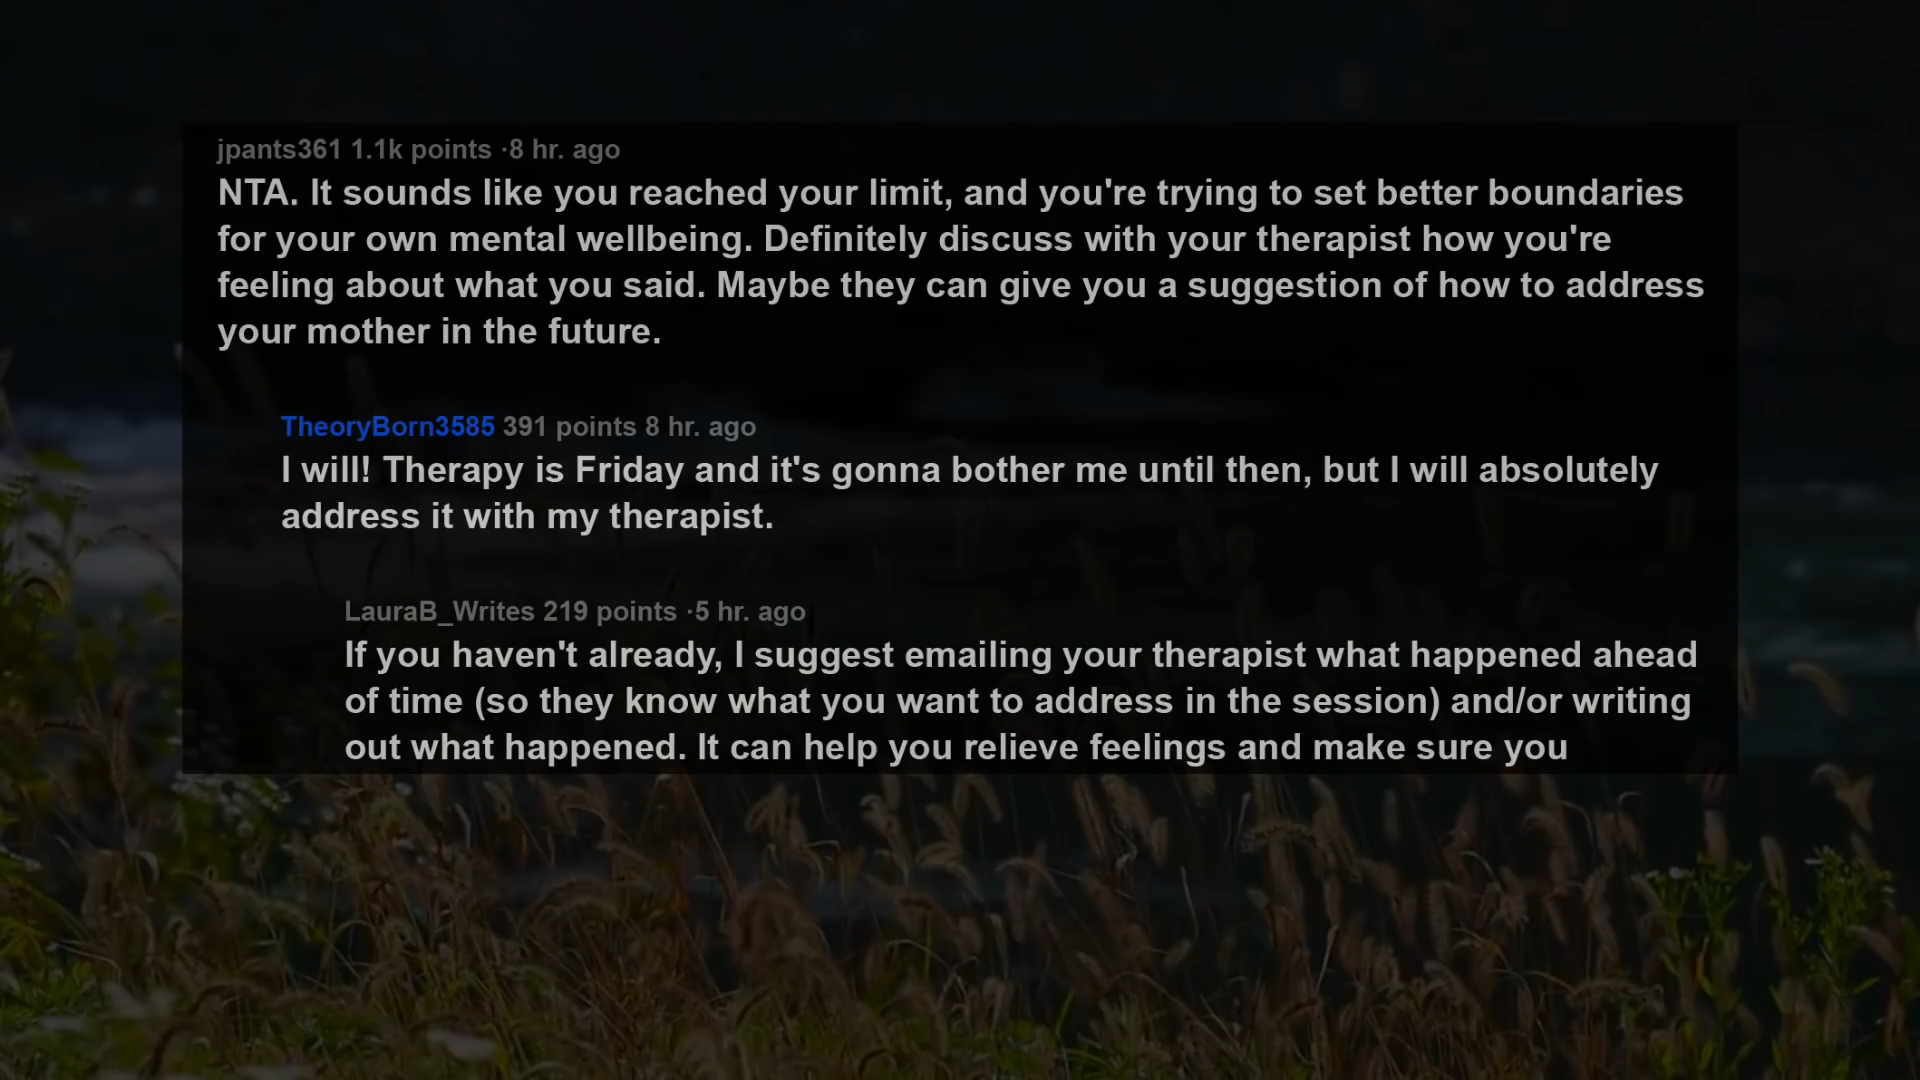 jpants361 1.1k points ·8 hr. ago
NTA. It sounds like you reached your limit, and you're trying to set better boundaries
for your own mental wellbeing. Definitely discuss with your therapist how you're
feeling about what you said. Maybe they can give you a suggestion of how to address
your mother in the future.
TheoryBorn3585 391 points 8 hr. ago
I will! Therapy is Friday and it's gonna bother me until then, but I will absolutely
address it with my therapist.
LauraB_Writes 219 points ·5 hr. ago
If you haven't already, I suggest emailing your therapist what happened ahead
of time (so they know what you want to address in the session) and/or writing
out what happened. It can help you relieve feelings and make sure you